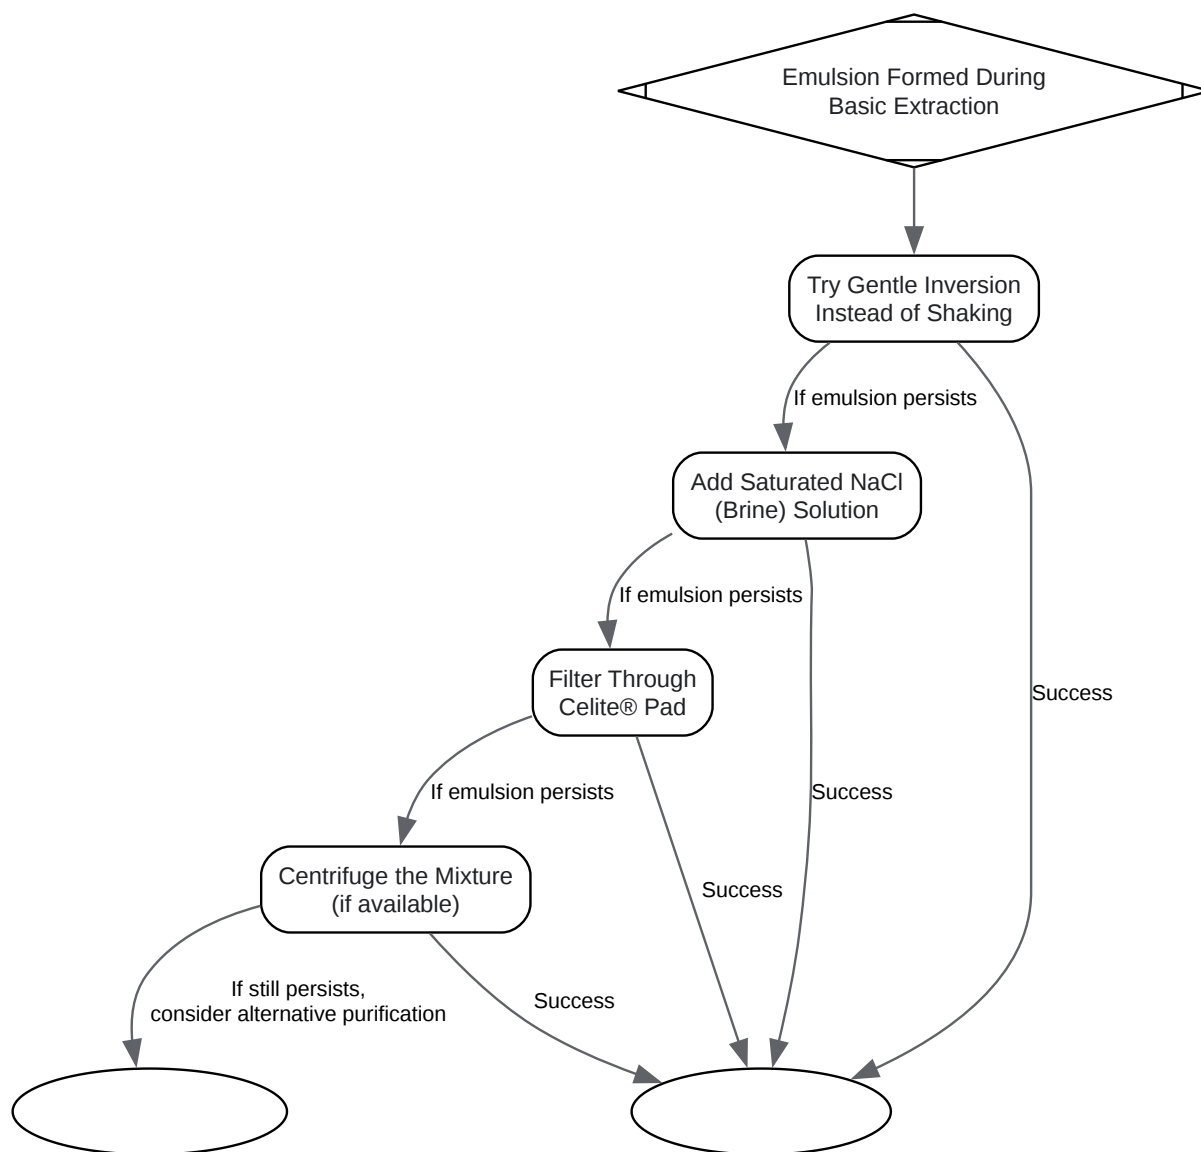 Emulsion Formed During
Basic Extraction
Try Gentle Inversion
Instead of Shaking
If emulsion persists
Add Saturated NaCl
(Brine) Solution
If emulsion persists
Filter Through
Celite® Pad
Success
If emulsion persists
Success
Centrifuge the Mixture
(if available)
Success
If still persists,
consider alternative purification
Success